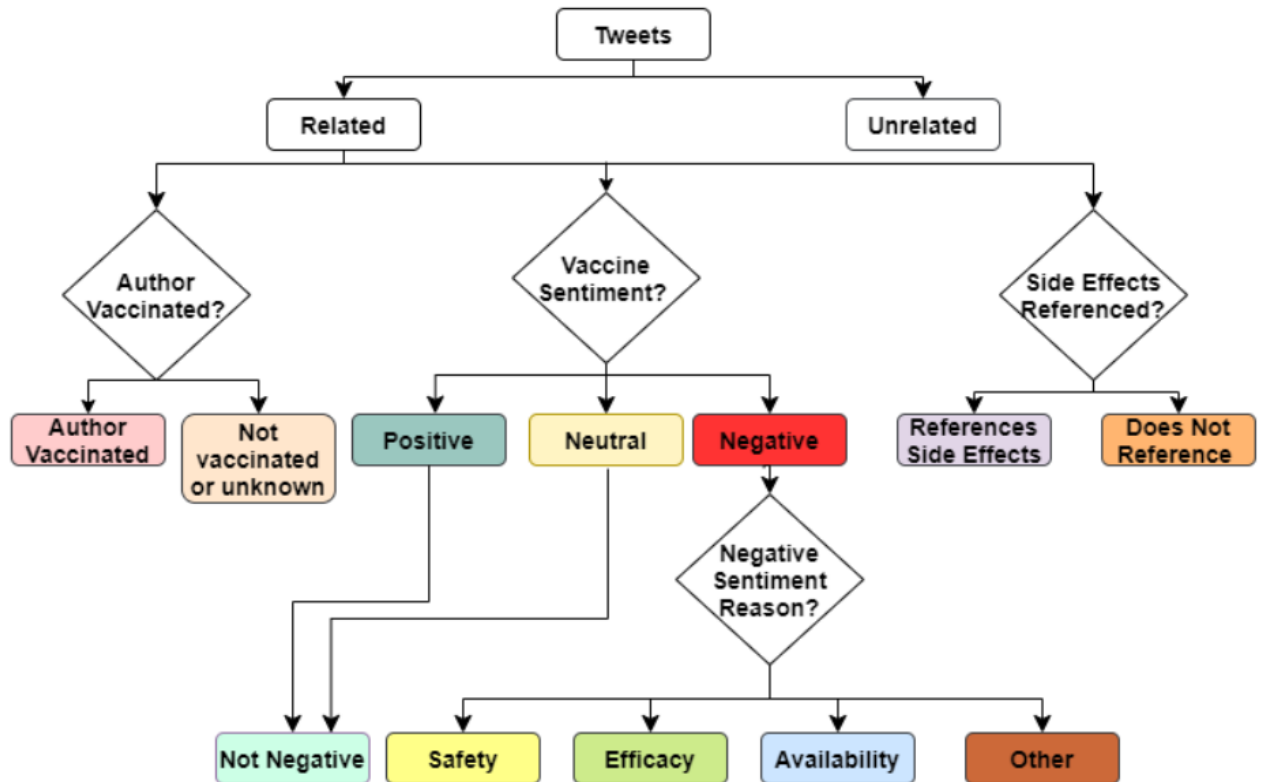 Tweets
Related
Unrelated
Author
Vaccinated?
Vaccine
Sentiment?
Side Effects
Referenced?
Author
Vaccinated
Not
vaccinated
or unknown
Positive
Neutral
Negative
References
Side Effects
Does Not
Reference
Negative
Sentiment
Reason?
Not Negative
Safety
Efficacy
Availability
Other